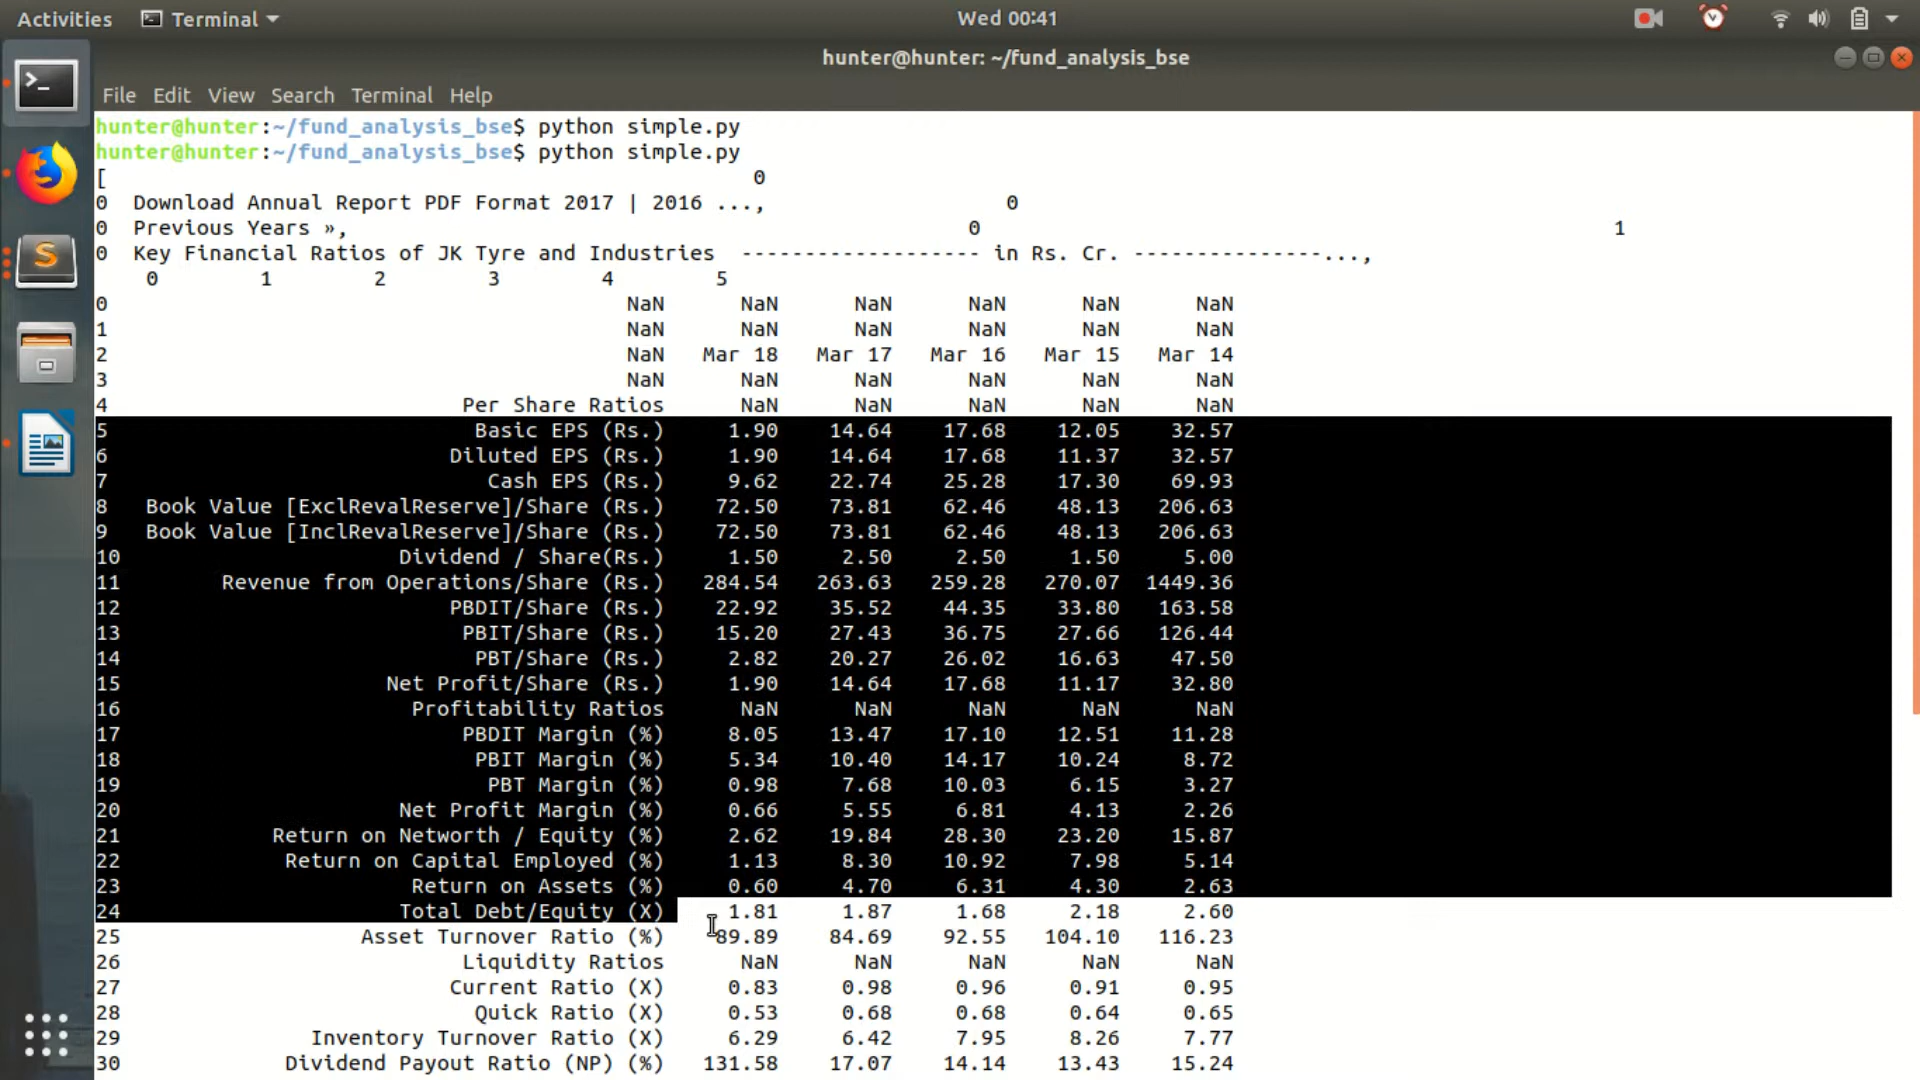 Activities Terminal Wed 00:41
hunter@hunter: ~/fund_analysis_bse
File Edit View Search Terminal Help
hunter@hunter:~/fund_analysis_bse$ python simple.py
hunter@hunter:~/fund_analysis_bse$ python simple.py
[ 0
0 Download Annual Report PDF Format 2017 | 2016 ..., 0
0 Previous Years », 0 1
0 Key Financial Ratios of JK Tyre and Industries ------------------- in Rs. Cr. ---------------...,
0 1 2 3 4 5
0 NaN NaN NaN NaN NaN NaN
1 NaN NaN NaN NaN NaN NaN
2 NaN Mar 18 Mar 17 Mar 16 Mar 15 Mar 14
3 NaN NaN NaN NaN NaN NaN
4 Per Share Ratios NaN NaN NaN NaN NaN
5 Basic EPS (Rs.) 1.90 14.64 17.68 12.05 32.57
6 Diluted EPS (Rs.) 1.90 14.64 17.68 11.37 32.57
7 Cash EPS (Rs.) 9.62 22.74 25.28 17.30 69.93
8 Book Value [ExclRevalReserve]/Share (Rs.) 72.50 73.81 62.46 48.13 206.63
9 Book Value [InclRevalReserve]/Share (Rs.) 72.50 73.81 62.46 48.13 206.63
10 Dividend / Share(Rs.) 1.50 2.50 2.50 1.50 5.00
11 Revenue from Operations/Share (Rs.) 284.54 263.63 259.28 270.07 1449.36
12 PBDIT/Share (Rs.) 22.92 35.52 44.35 33.80 163.58
13 PBIT/Share (Rs.) 15.20 27.43 36.75 27.66 126.44
14 PBT/Share (Rs.) 2.82 20.27 26.02 16.63 47.50
15 Net Profit/Share (Rs.) 1.90 14.64 17.68 11.17 32.80
16 Profitability Ratios NaN NaN NaN NaN NaN
17 PBDIT Margin (%) 8.05 13.47 17.10 12.51 11.28
18 PBIT Margin (%) 5.34 10.40 14.17 10.24 8.72
19 PBT Margin (%) 0.98 7.68 10.03 6.15 3.27
20 Net Profit Margin (%) 0.66 5.55 6.81 4.13 2.26
21 Return on Networth / Equity (%) 2.62 19.84 28.30 23.20 15.87
22 Return on Capital Employed (%) 1.13 8.30 10.92 7.98 5.14
23 Return on Assets (%) 0.60 4.70 6.31 4.30 2.63
24 Total Debt/Equity (X) 1.81 1.87 1.68 2.18 2.60
25 Asset Turnover Ratio (%) 89.89 84.69 92.55 104.10 116.23
26 Liquidity Ratios NaN NaN NaN NaN NaN
27 Current Ratio (X) 0.83 0.98 0.96 0.91 0.95
28 Quick Ratio (X) 0.53 0.68 0.68 0.64 0.65
29 Inventory Turnover Ratio (X) 6.29 6.42 7.95 8.26 7.77
30 Dividend Payout Ratio (NP) (%) 131.58 17.07 14.14 13.43 15.24